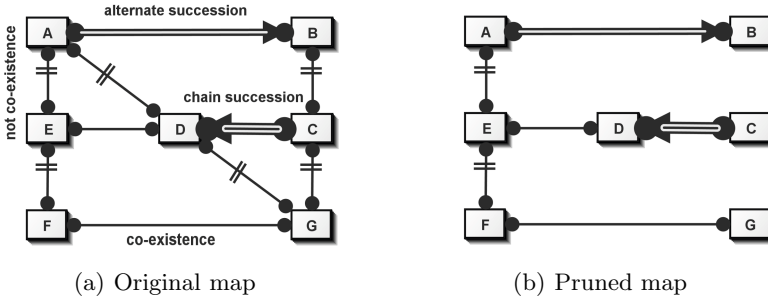 alternate succession
A B A B
not co-existence
chain succession
E D C E D C
F G F G
co-existence
(a) Original map (b) Pruned map